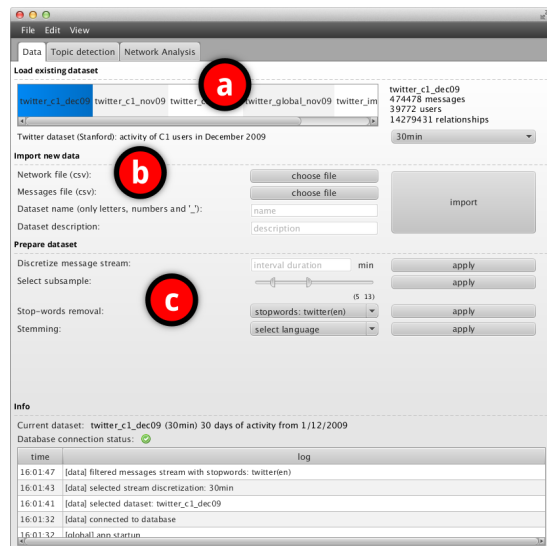 File Edit View
Data Topic detection Network Analysis
Load existing dataset
a
twitter_c1_dec09 twitter_c1_nov09 twitter_ twitter_global_nov09 twitter_im
twitter_c1_dec09
474478 messages
39772 users
14279431 relationships
Twitter dataset (Stanford): activity of C1 users in December 2009
30min
Import new data
b
Network file (csv): choose file
Messages file (csv): choose file
import
Dataset name (only letters, numbers and '_'): name
Dataset description: description
Prepare dataset
Discretize message stream: interval duration min apply
Select subsample: apply
(5 13)
c
Stop-words removal: stopwords: twitter(en) apply
Stemming: select language apply
Info
Current dataset: twitter_c1_dec09 (30min) 30 days of activity from 1/12/2009
Database connection status:
time log
16:01:47 [data] filtered messages stream with stopwords: twitter(en)
16:01:43 [data] selected stream discretization: 30min
16:01:41 [data] selected dataset: twitter_c1_dec09
16:01:32 [data] connected to database
16:01:32 [global] app startup